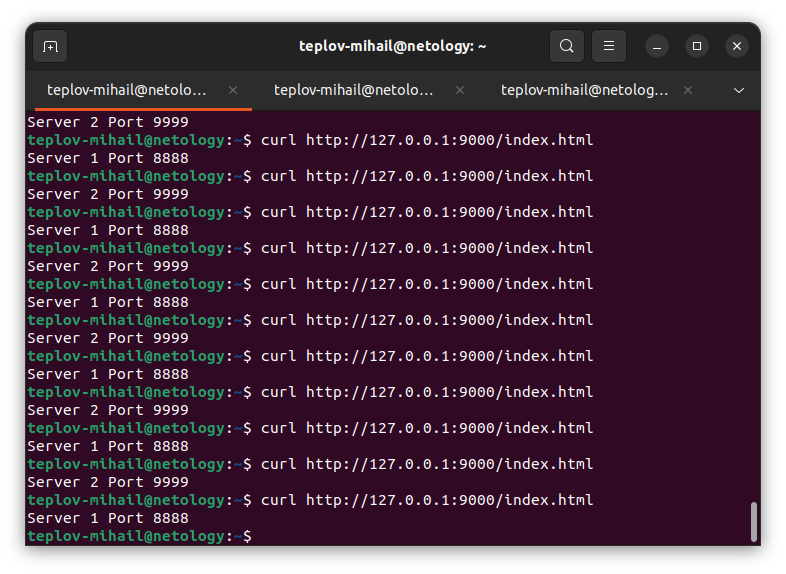 teplov-mihail@netology: ~
teplov-mihail@netolo… teplov-mihail@netolo… teplov-mihail@netolog…
Server 2 Port 9999
teplov-mihail@netology:~$ curl http://127.0.0.1:9000/index.html
Server 1 Port 8888
teplov-mihail@netology:~$ curl http://127.0.0.1:9000/index.html
Server 2 Port 9999
teplov-mihail@netology:~$ curl http://127.0.0.1:9000/index.html
Server 1 Port 8888
teplov-mihail@netology:~$ curl http://127.0.0.1:9000/index.html
Server 2 Port 9999
teplov-mihail@netology:~$ curl http://127.0.0.1:9000/index.html
Server 1 Port 8888
teplov-mihail@netology:~$ curl http://127.0.0.1:9000/index.html
Server 2 Port 9999
teplov-mihail@netology:~$ curl http://127.0.0.1:9000/index.html
Server 1 Port 8888
teplov-mihail@netology:~$ curl http://127.0.0.1:9000/index.html
Server 2 Port 9999
teplov-mihail@netology:~$ curl http://127.0.0.1:9000/index.html
Server 1 Port 8888
teplov-mihail@netology:~$ curl http://127.0.0.1:9000/index.html
Server 2 Port 9999
teplov-mihail@netology:~$ curl http://127.0.0.1:9000/index.html
Server 1 Port 8888
teplov-mihail@netology:~$